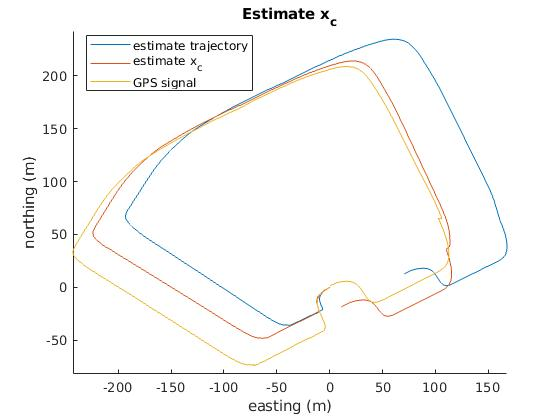 Estimate x_c
estimate trajectory
estimate x_c
GPS signal
northing (m)
200
150
100
50
0
-50
-200 -150 -100 -50 0 50 100 150
easting (m)